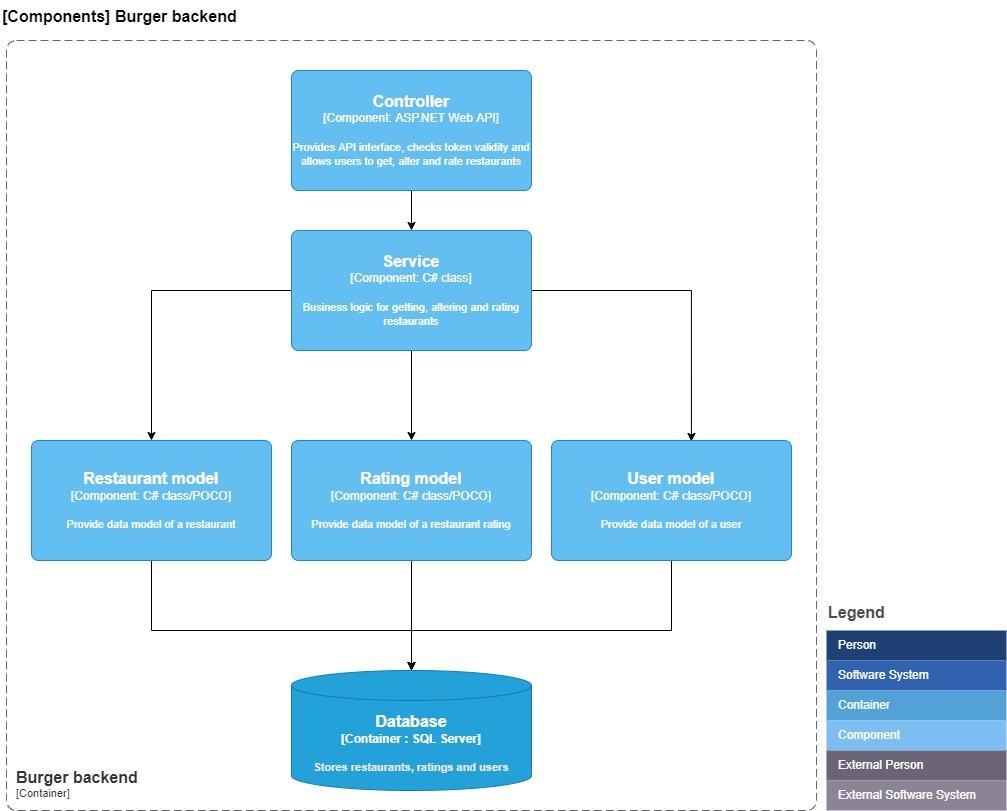 [Components] Burger backend
Controller
[Component: ASP.NET Web API]
Provides API interface, checks token validity and
allows users to get, alter and rate restaurants
Service
[Component: C# class]
Business logic for getting, altering and rating
restaurants
Restaurant model
[Component: C# class/POCO]
Provide data model of a restaurant
Rating model
[Component: C# class/POCO]
Provide data model of a restaurant rating
User model
[Component: C# class/POCO]
Provide data model of a user
Database
[Container : SQL Server]
Stores restaurants, ratings and users
Burger backend
[Container]
Legend
Person
Software System
Container
Component
External Person
External Software System